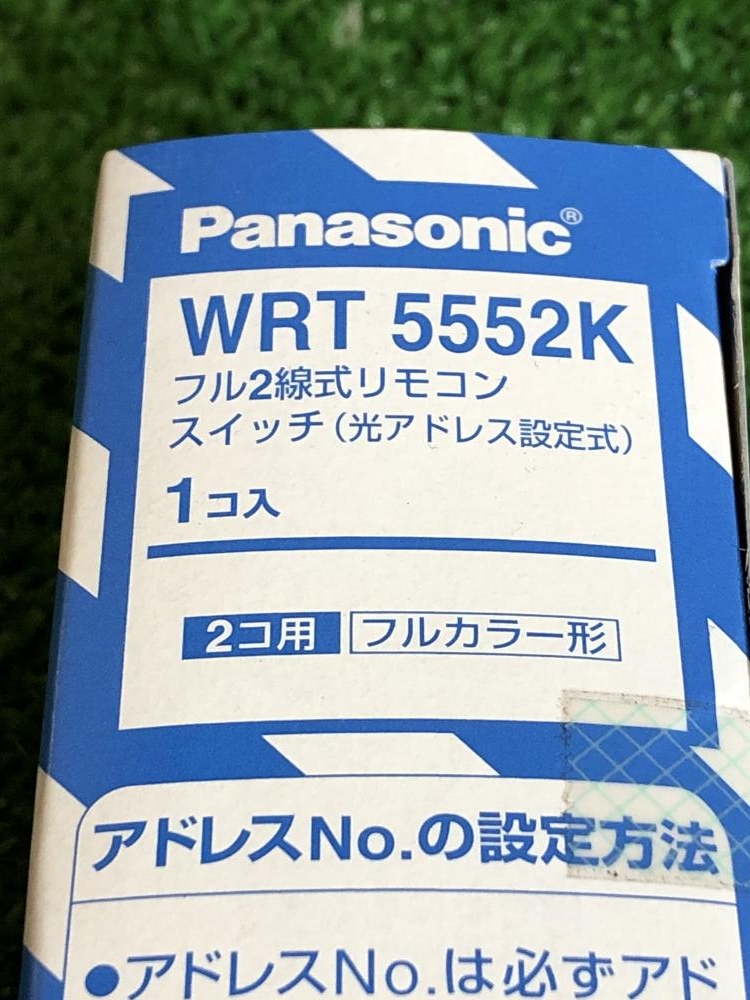 Panasonic®
WRT 5552K
フル2線式リモコン
スイッチ(光アドレス設定式)
1コ入
2コ用 フルカラー形
アドレスNo.の設定方法
●アドレスNo.は必ずアド